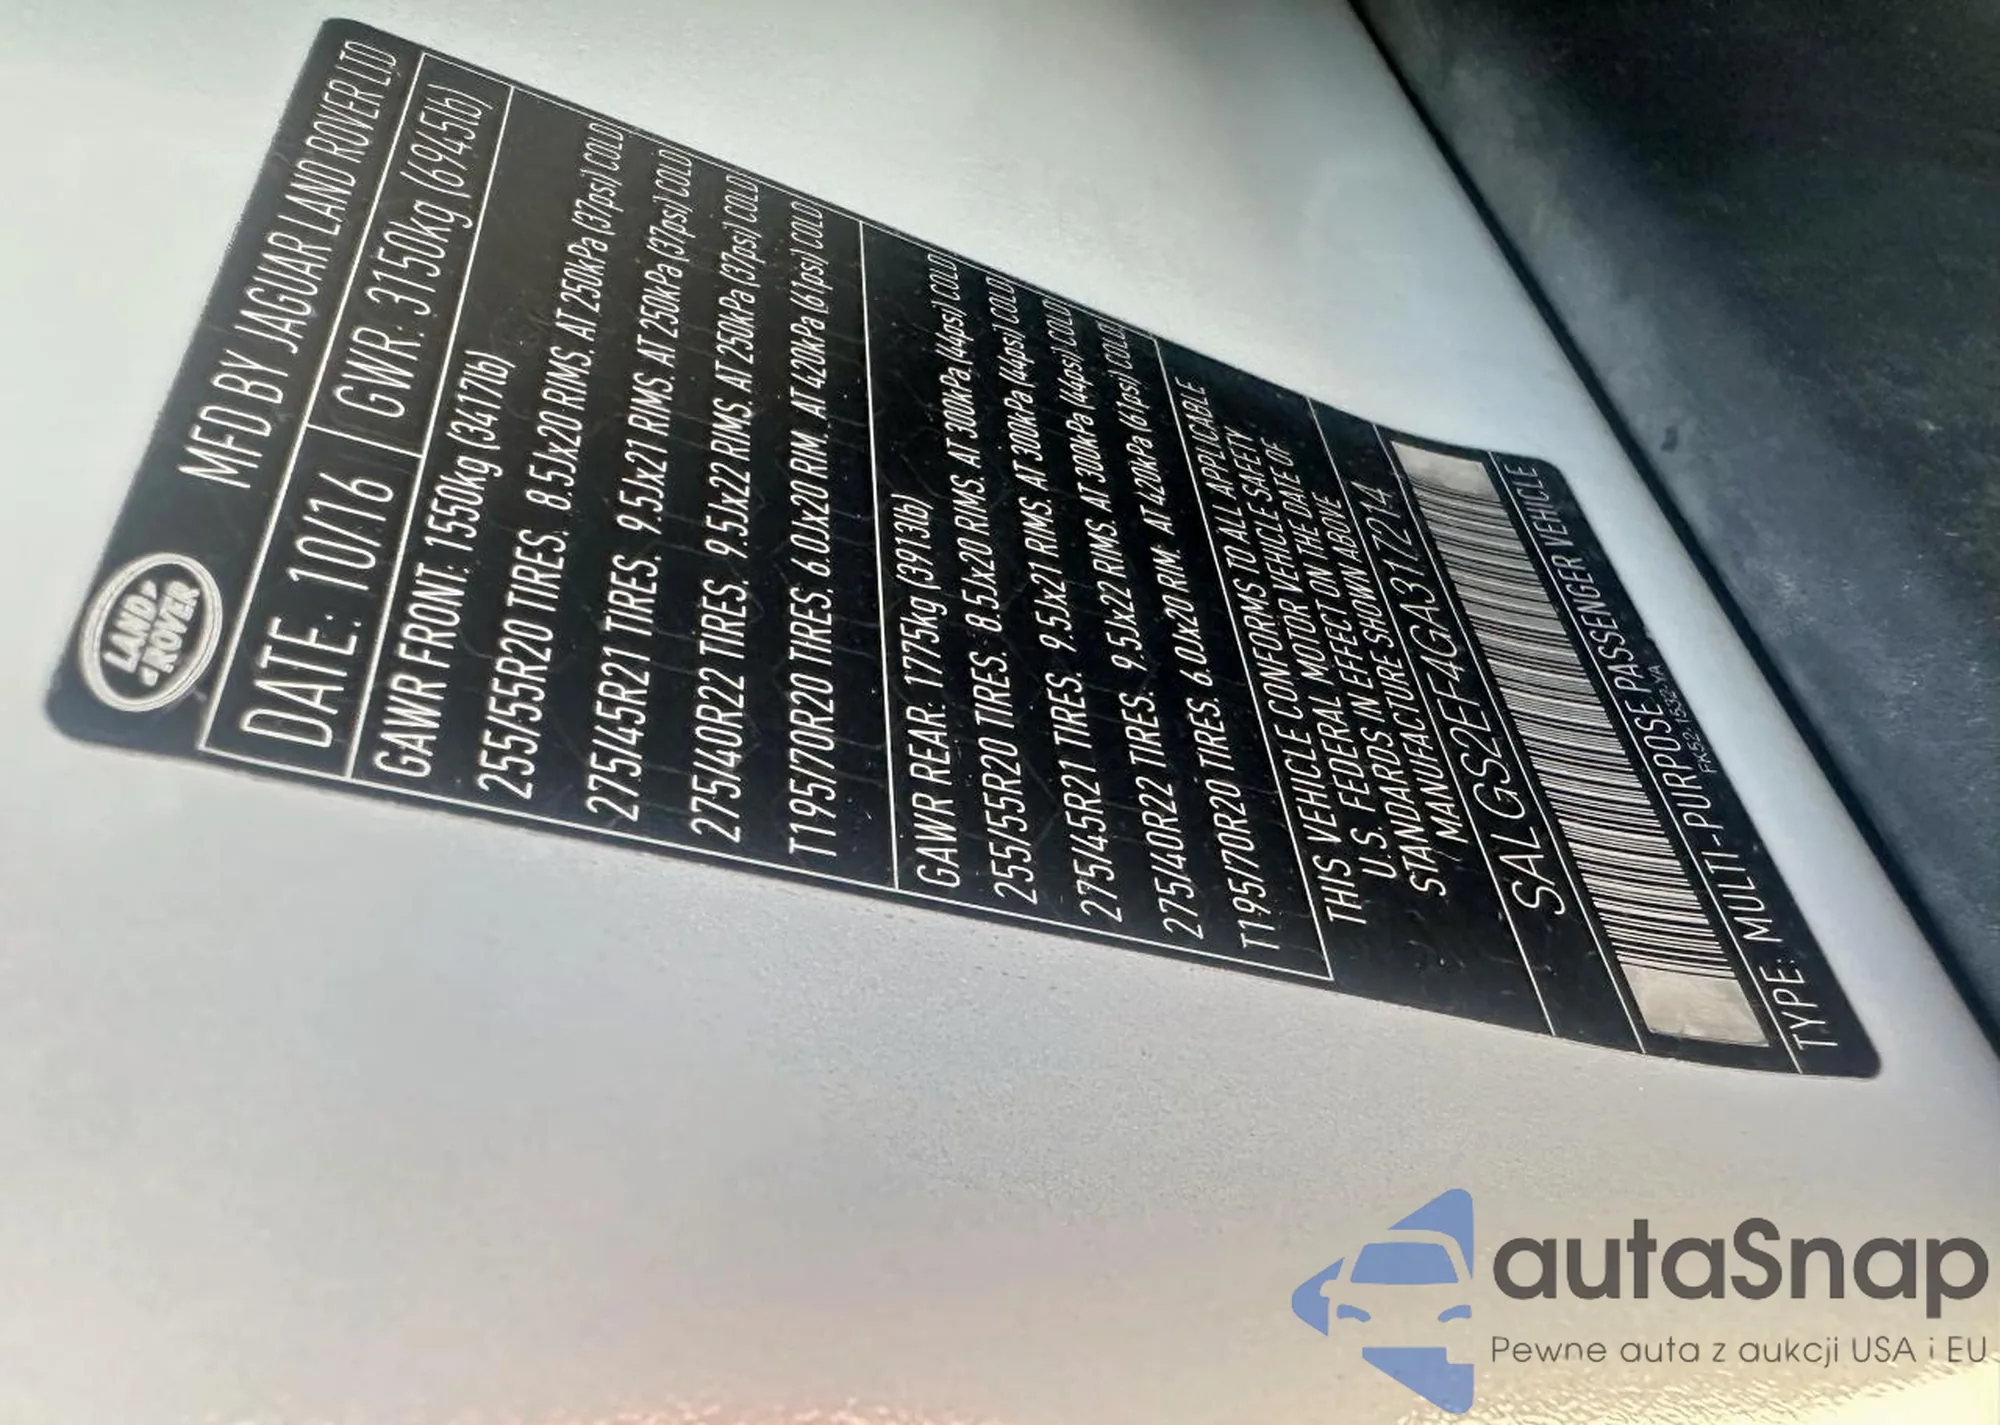 LAND
ROVER
MFD BY JAGUAR LAND ROVER LTD
DATE: 10/16
GWR: 3150kg (6945lb)
GAWR FRONT: 1550kg (3417lb)
255/55R20 TIRES. 8.5Jx20 RIMS. AT 250kPa (37psi) COLD
275/45R21 TIRES. 9.5Jx21 RIMS. AT 250kPa (37psi) COLD
275/40R22 TIRES. 9.5Jx22 RIMS. AT 250kPa (37psi) COLD
T195/70R20 TIRES. 6.0Jx20 RIM. AT 420kPa (61psi) COLD
GAWR REAR: 1775kg (3913lb)
255/55R20 TIRES: 8.5Jx20 RIMS. AT 300kPa (44psi) COLD
275/45R21 TIRES. 9.5Jx21 RIMS. AT 300kPa (44psi) COLD
275/40R22 TIRES. 9.5Jx22 RIMS. AT 300kPa (44psi) COLD
T195/70R20 TIRES. 6.0Jx20 RIM. AT 420kPa (61psi) COLD
THIS VEHICLE CONFORMS TO ALL APPLICABLE
U.S. FEDERAL MOTOR VEHICLE SAFETY
STANDARDS IN EFFECT ON THE DATE OF
MANUFACTURE SHOWN ABOVE
SALGS2EF4GA317214
TYPE: MULTI-PURPOSE PASSENGER VEHICLE
FK52-1532-YA
autaSnap
Pewne auta z aukcji USA i EU